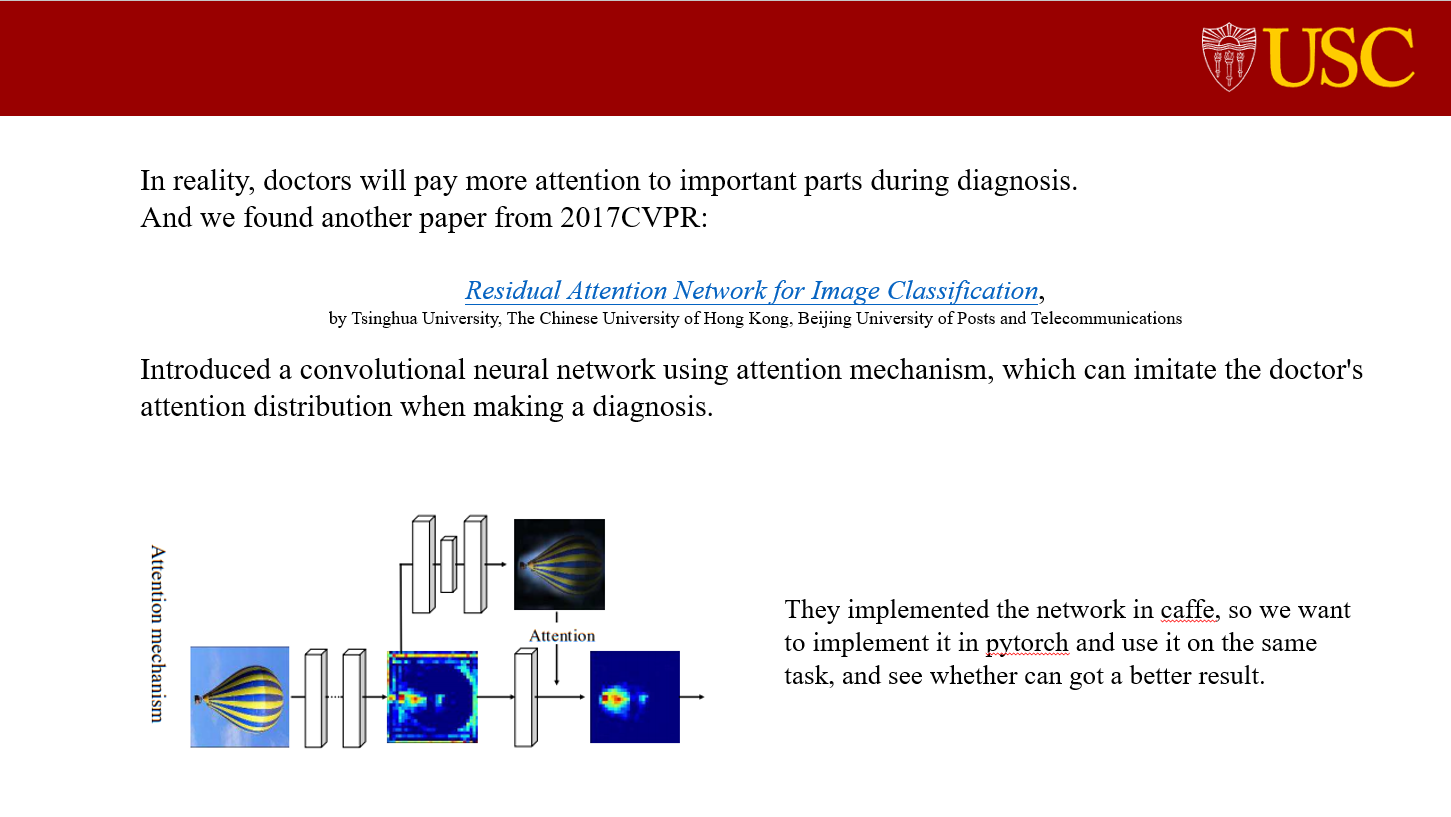 USC
In reality, doctors will pay more attention to important parts during diagnosis.
And we found another paper from 2017CVPR:
Residual Attention Network for Image Classification,
by Tsinghua University, The Chinese University of Hong Kong, Beijing University of Posts and Telecommunications
Introduced a convolutional neural network using attention mechanism, which can imitate the doctor's
attention distribution when making a diagnosis.
Attention mechanism
Attention
They implemented the network in caffe, so we want
to implement it in pytorch and use it on the same
task, and see whether can got a better result.